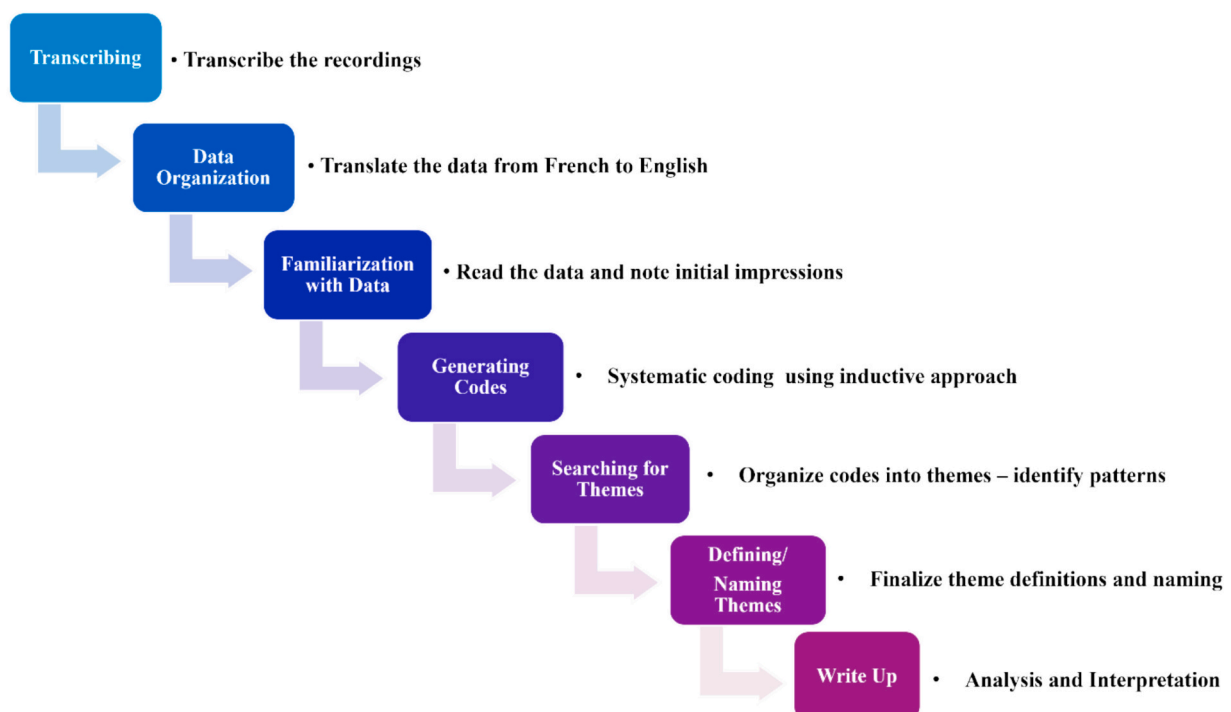 Transcribing
• Transcribe the recordings
Data
Organization
• Translate the data from French to English
Familiarization
with Data
• Read the data and note initial impressions
Generating
Codes
• Systematic coding using inductive approach
Searching for
Themes
• Organize codes into themes – identify patterns
Defining/
Naming
Themes
• Finalize theme definitions and naming
Write Up
• Analysis and Interpretation